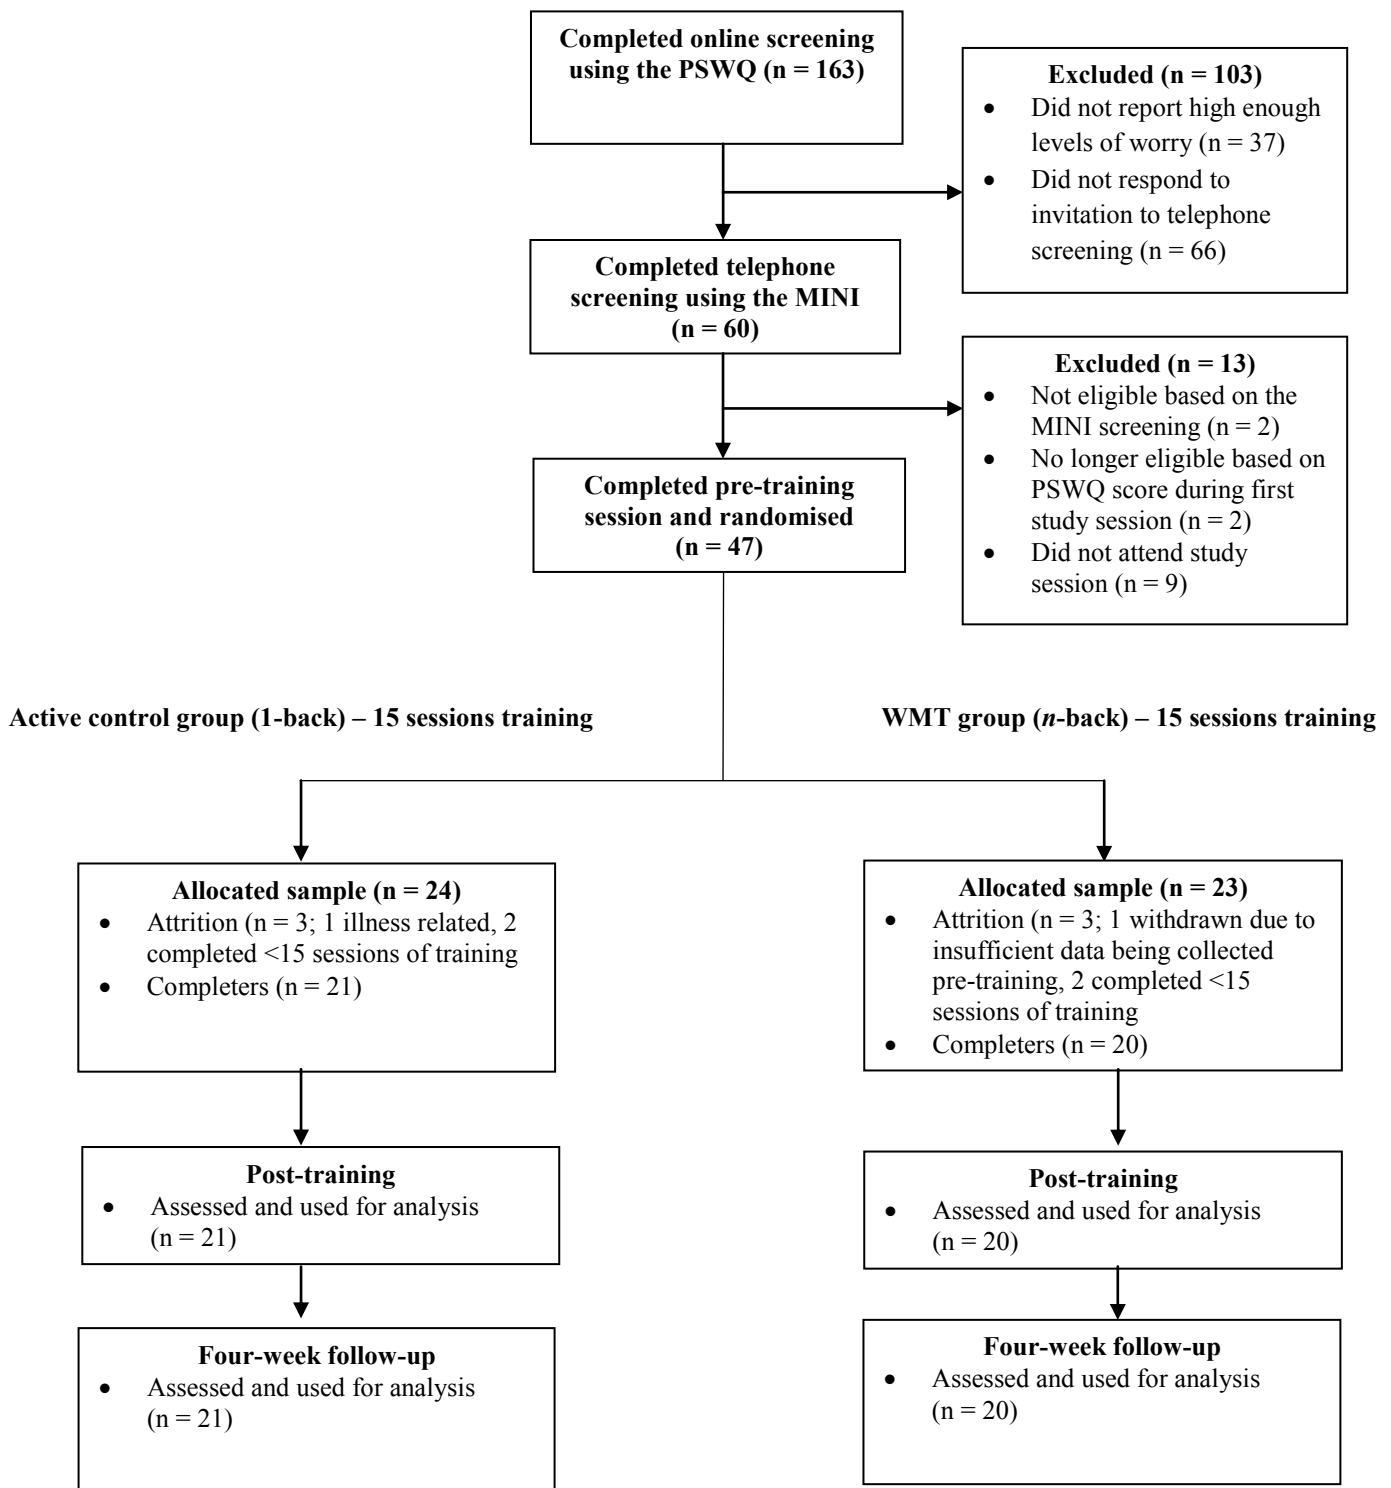 Completed online screening
using the PSWQ (n = 163)
Excluded (n = 103)
• Did not report high enough
levels of worry (n = 37)
• Did not respond to
invitation to telephone
screening (n = 66)
Completed telephone
screening using the MINI
(n = 60)
Excluded (n = 13)
• Not eligible based on the
MINI screening (n = 2)
• No longer eligible based on
PSWQ score during first
study session (n = 2)
• Did not attend study
session (n = 9)
Completed pre-training
session and randomised
(n = 47)
Active control group (1-back) – 15 sessions training
WMT group (n-back) – 15 sessions training
Allocated sample (n = 24)
• Attrition (n = 3; 1 illness related, 2
completed <15 sessions of training
• Completers (n = 21)
Allocated sample (n = 23)
• Attrition (n = 3; 1 withdrawn due to
insufficient data being collected
pre-training, 2 completed <15
sessions of training
• Completers (n = 20)
Post-training
• Assessed and used for analysis
(n = 21)
Post-training
• Assessed and used for analysis
(n = 20)
Four-week follow-up
• Assessed and used for analysis
(n = 21)
Four-week follow-up
• Assessed and used for analysis
(n = 20)